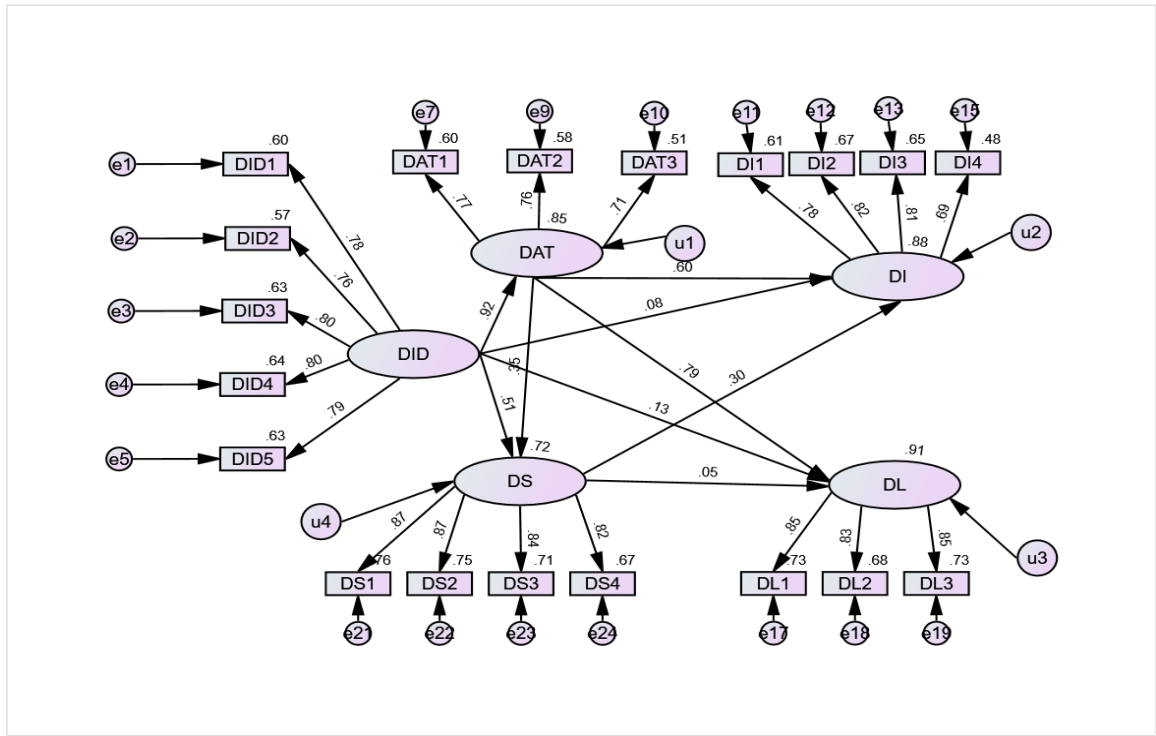 e7
e9
e10
e11
e12
e13
e15
.60
.60
.58
.51
.61
.67
.65
.48
e1
DID1
DAT1
DAT2
DAT3
DI1
DI2
DI3
DI4
.77
.76
.71
.78
.82
.81
.69
.57
.85
.88
e2
DID2
.78
DAT
u1
u2
.76
.60
DI
.63
e3
DID3
.80
.92
.08
DID
.64
.80
.35
.79
.30
e4
DID4
.79
.51
.13
.63
e5
DID5
.72
.91
DS
.05
DL
u4
.87
.87
.84
.82
.85
.83
.85
u3
.76
.75
.71
.67
.73
.68
.73
DS1
DS2
DS3
DS4
DL1
DL2
DL3
e21
e22
e23
e24
e17
e18
e19